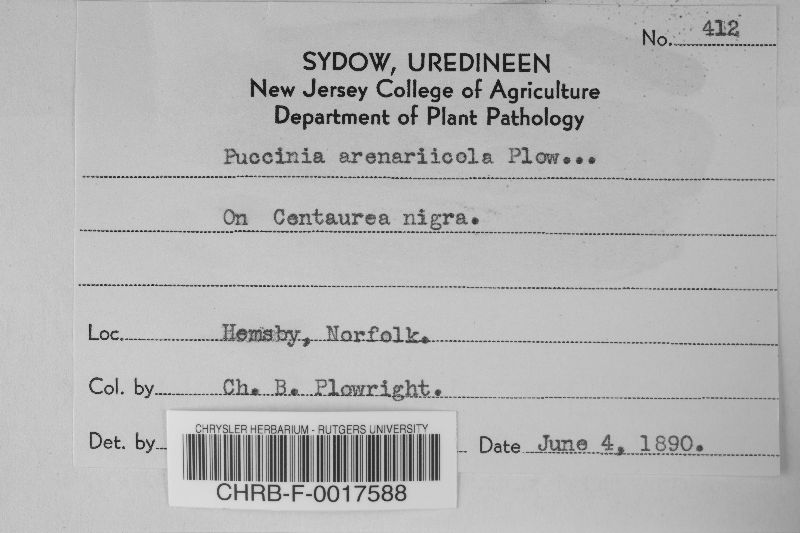 No. 412
SYDOW, UREDINEEN
New Jersey College of Agriculture
Department of Plant Pathology
Puccinia arenariicola Plow...
On Centaurea nigra.
Loc. Hemsby, Norfolk.
Col. by Ch. B. Plowright.
Det. by Date June 4, 1890.
CHRYSLER HERBARIUM - RUTGERS UNIVERSITY
CHRB-F-0017588